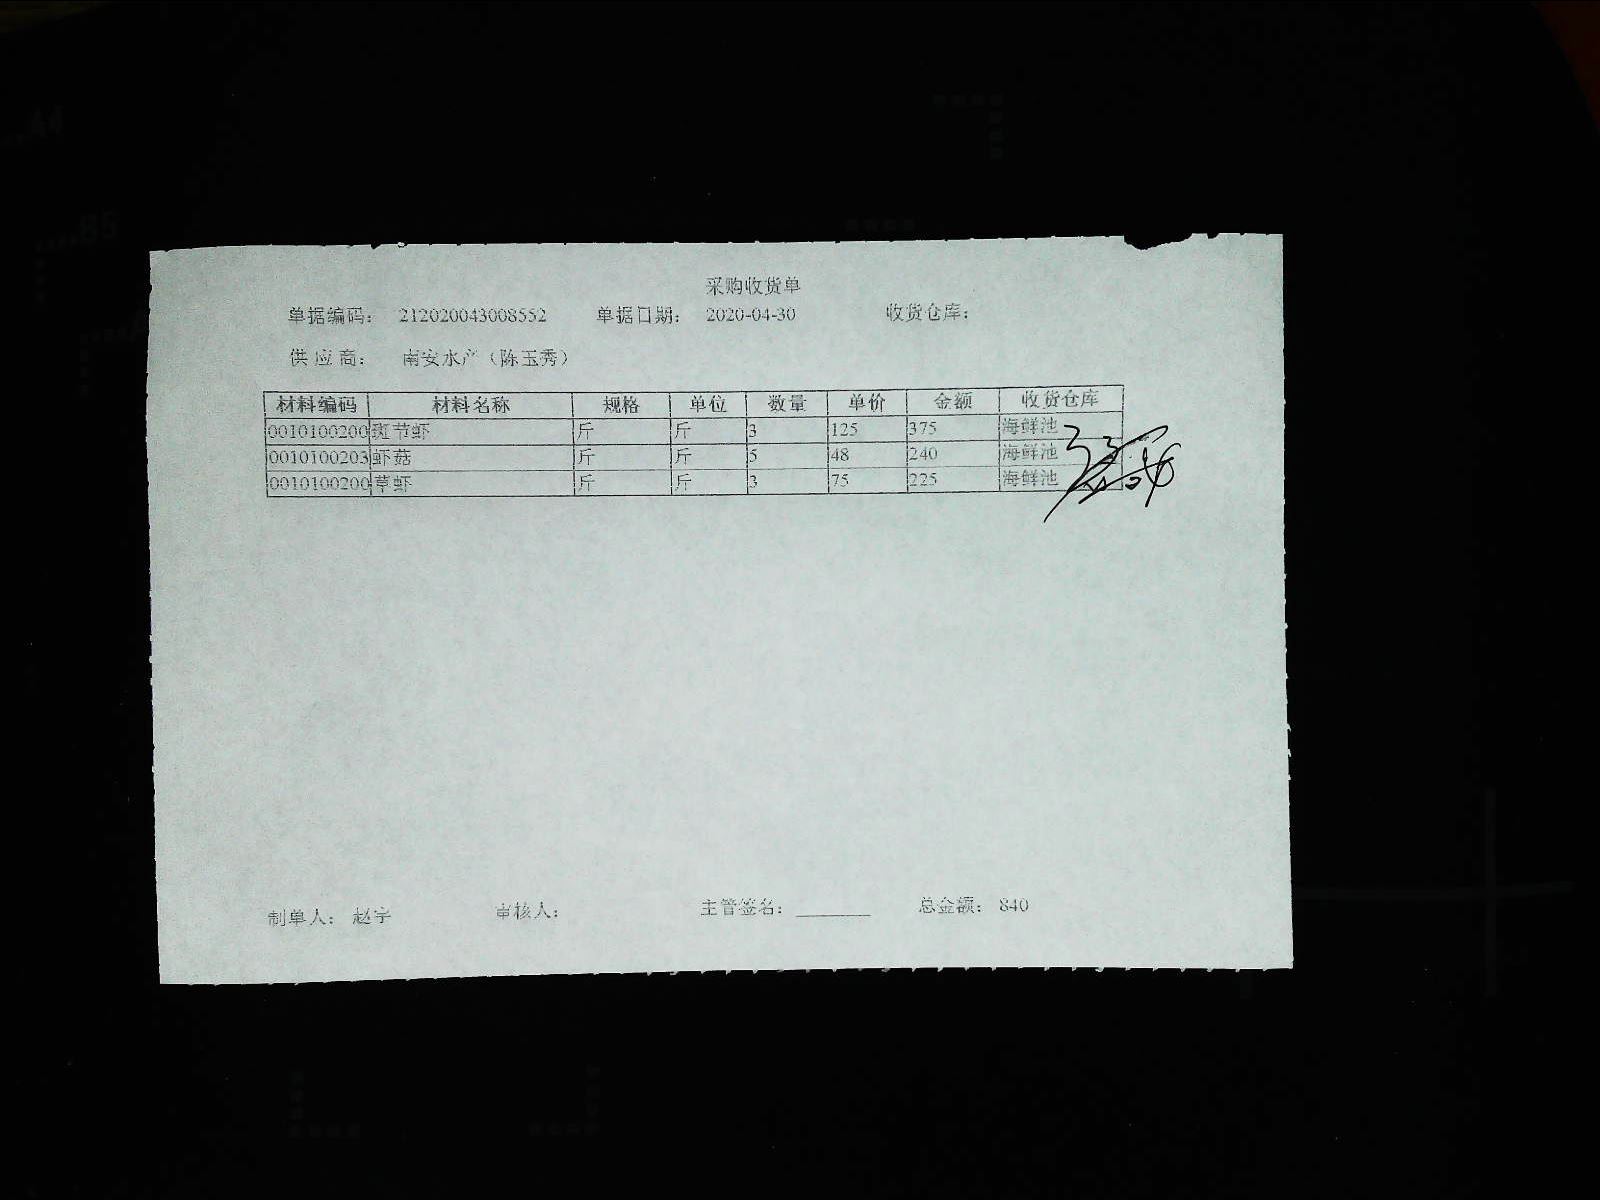 采购收货单
单据编码： 212020043008552 单据日期： 2020-04-30 收货仓库：
供应商： 南安水产（陈玉秀）
材料编码 材料名称 规格 单位 数量 单价 金额 收货仓库
0010100200 斑节虾 斤 斤 3 125 375 海鲜池
0010100203 虾菇 斤 斤 5 48 240 海鲜池
0010100200 草虾 斤 斤 3 75 225 海鲜池
制单人： 赵宇 审核人： 主管签名： 总金额： 840